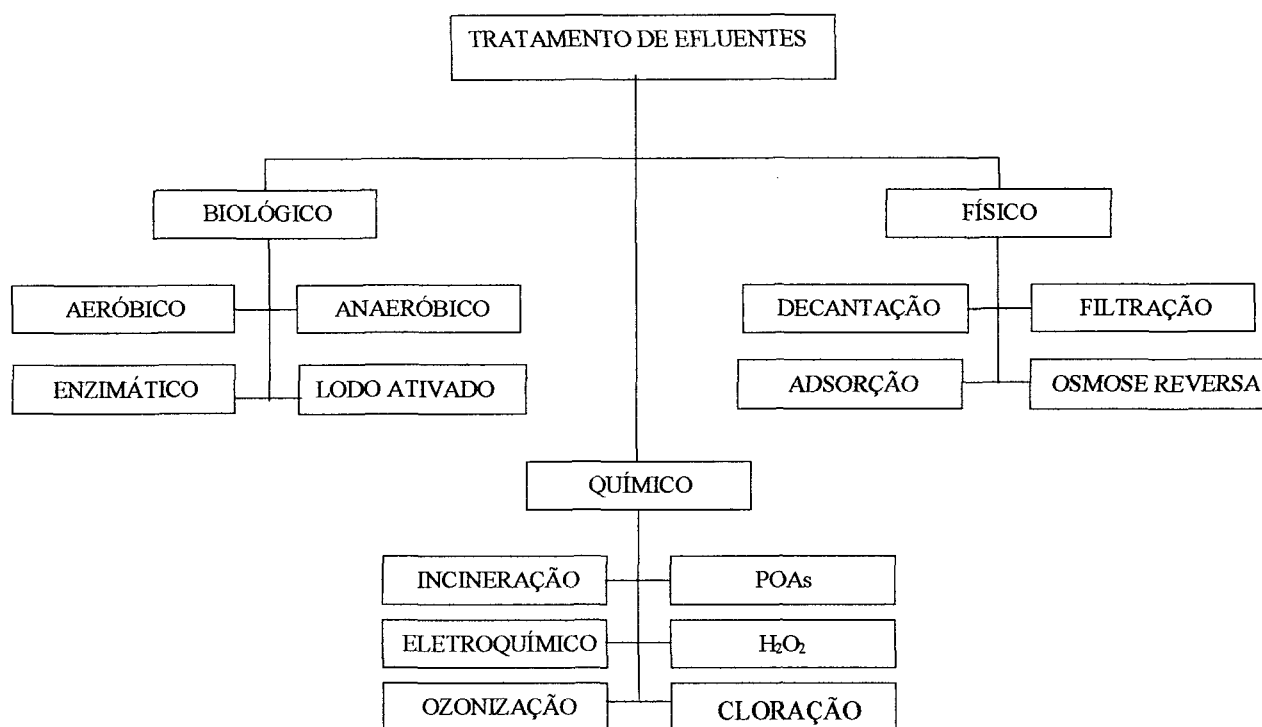 TRATAMENTO DE EFLUENTES
BIOLÓGICO
FÍSICO
AERÓBICO
ANAERÓBICO
DECANTAÇÃO
FILTRAÇÃO
ENZIMÁTICO
LODO ATIVADO
ADSORÇÃO
OSMOSE REVERSA
QUÍMICO
INCINERAÇÃO
POAs
ELETROQUÍMICO
H₂O₂
OZONIZAÇÃO
CLORAÇÃO